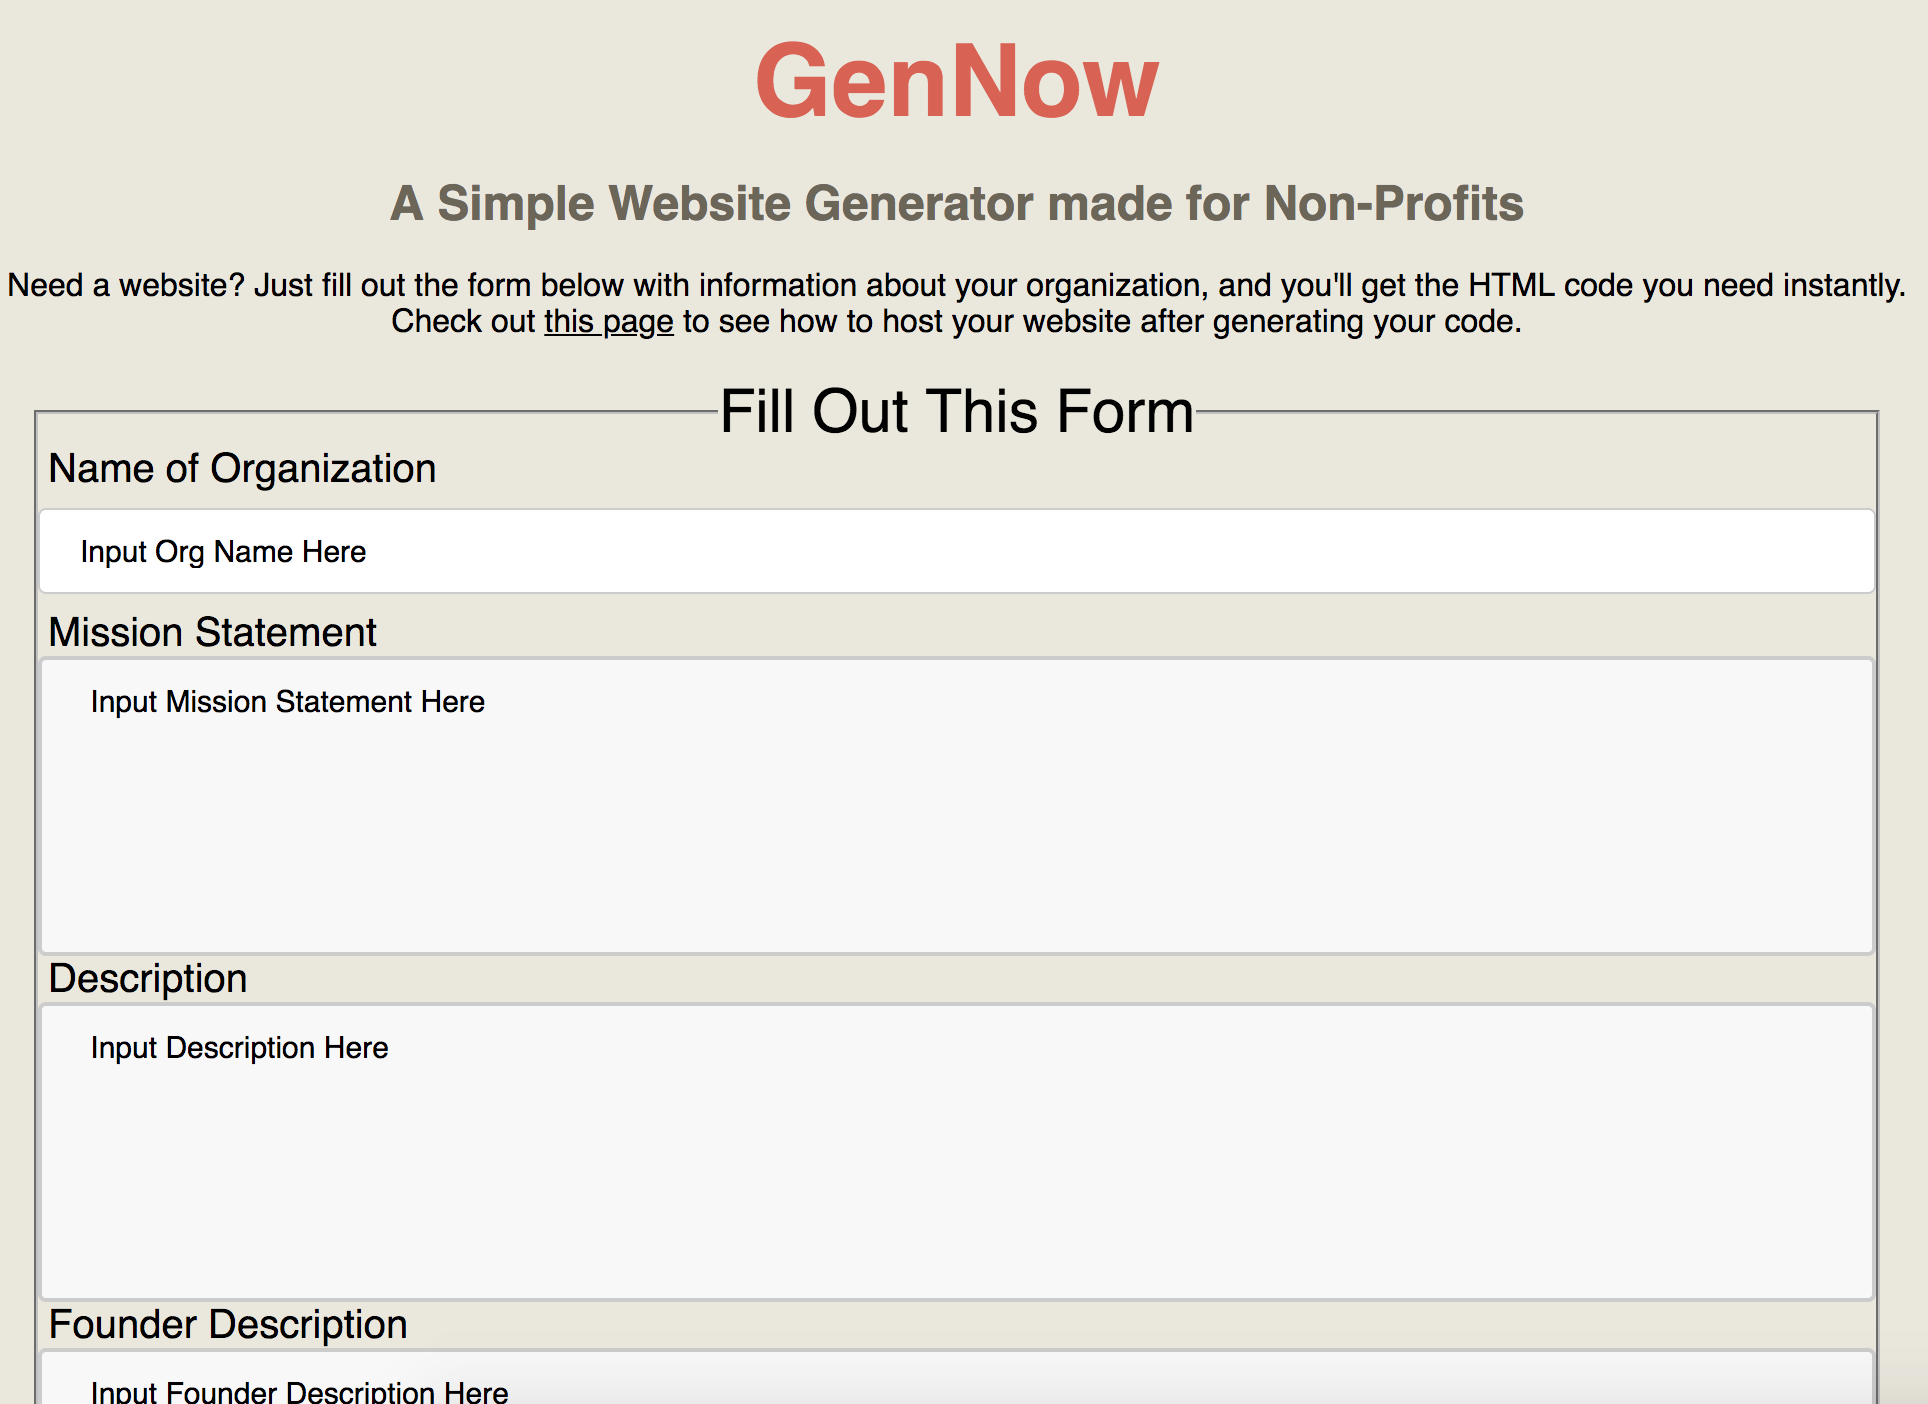 GenNow
A Simple Website Generator made for Non-Profits
Need a website? Just fill out the form below with information about your organization, and you'll get the HTML code you need instantly.
Check out this page to see how to host your website after generating your code.
Fill Out This Form
Name of Organization
Input Org Name Here
Mission Statement
Input Mission Statement Here
Description
Input Description Here
Founder Description
Input Founder Description Here